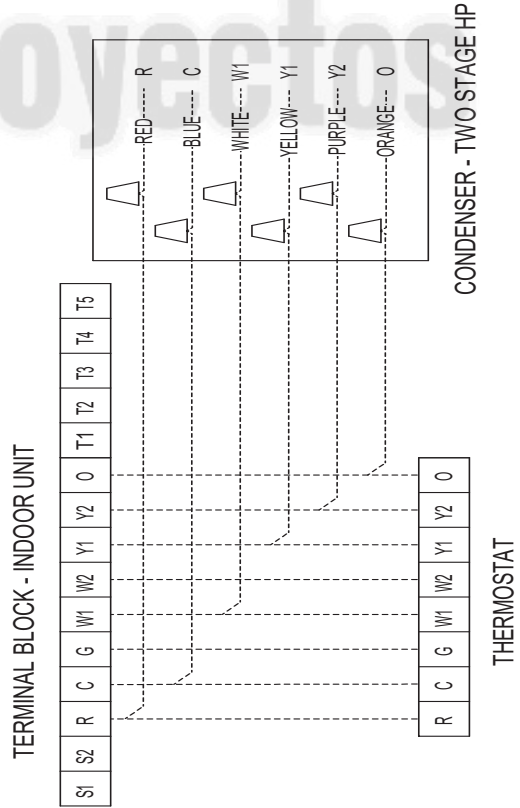 oyectos
TERMINAL BLOCK - INDOOR UNIT
S1 S2 R C G W1 W2 Y1 Y2 O T1 T2 T3 T4 T5
RED----- R
BLUE---- C
WHITE--- W1
YELLOW--- Y1
PURPLE--- Y2
ORANGE--- O
CONDENSER - TWO STAGE HP
R C G W1 W2 Y1 Y2 O
THERMOSTAT